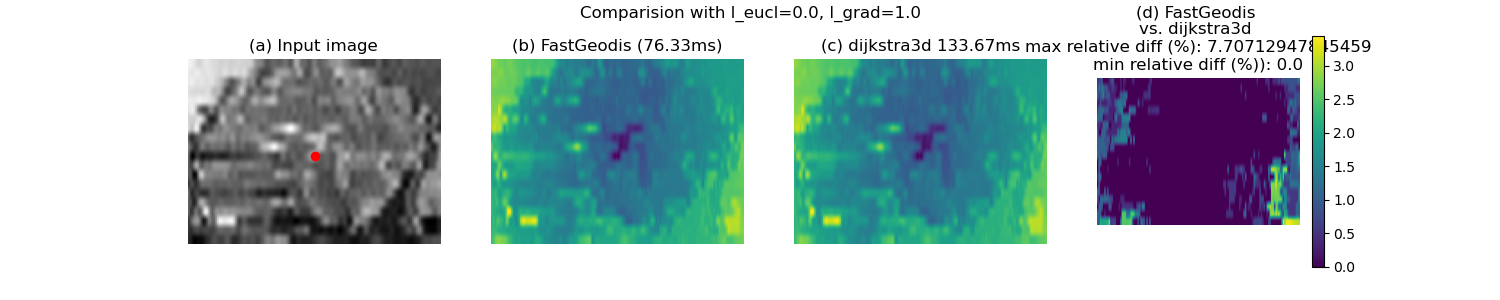 Comparision with l_eucl=0.0, l_grad=1.0
(a) Input image
(b) FastGeodis (76.33ms)
(c) dijkstra3d 133.67ms
(d) FastGeodis
vs. dijkstra3d
max relative diff (%): 7.70712947845459
min relative diff (%)): 0.0
3.0
2.5
2.0
1.5
1.0
0.5
0.0